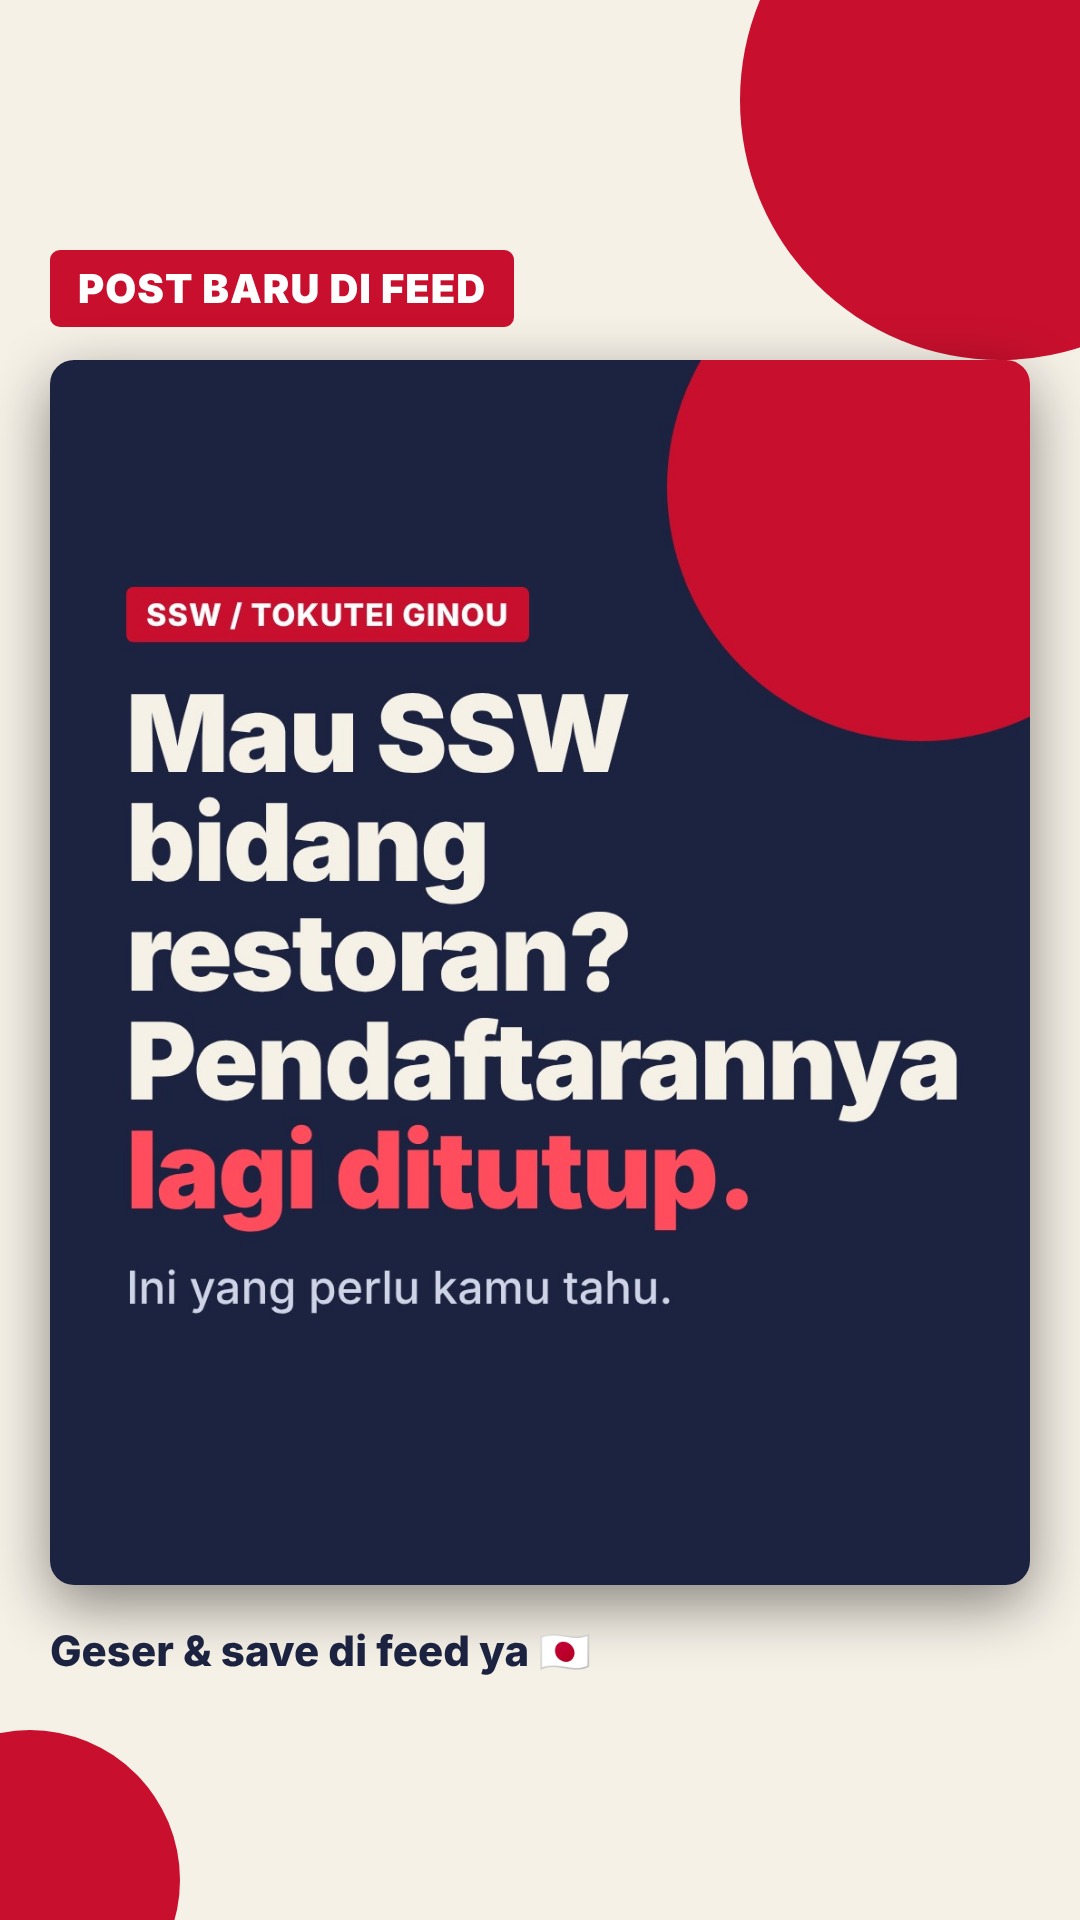 POST BARU DI FEED
SSW / TOKUTEI GINOU
Mau SSW
bidang
restoran?
Pendaftarannya
lagi ditutup.
Ini yang perlu kamu tahu.
Geser & save di feed ya 🇯🇵